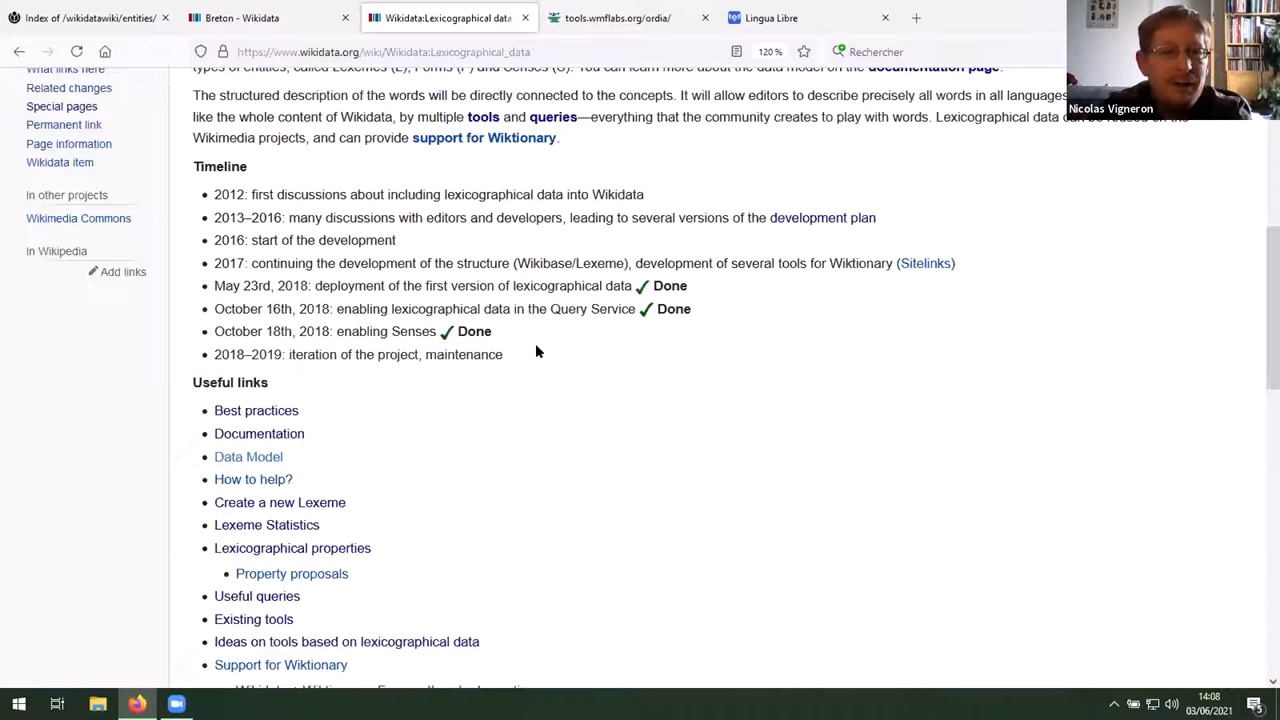 Index of /wikidatawiki/entities/
Breton - Wikidata
Wikidata:Lexicographical data
tools.wmflabs.org/ordia/
Lingua Libre
https://www.wikidata.org/wiki/Wikidata:Lexicographical_data
120 %
Rechercher
Nicolas Vigneron
What links here
Related changes
Special pages
Permanent link
Page information
Wikidata item
In other projects
Wikimedia Commons
In Wikipedia
Add links
types of entities, called Lexemes (L), Forms (F) and Senses (S). You can learn more about the data model on the documentation page.
The structured description of the words will be directly connected to the concepts. It will allow editors to describe precisely all words in all languages
like the whole content of Wikidata, by multiple tools and queries—everything that the community creates to play with words. Lexicographical data can be reused on the
Wikimedia projects, and can provide support for Wiktionary.
Timeline
• 2012: first discussions about including lexicographical data into Wikidata
• 2013–2016: many discussions with editors and developers, leading to several versions of the development plan
• 2016: start of the development
• 2017: continuing the development of the structure (Wikibase/Lexeme), development of several tools for Wiktionary (Sitelinks)
• May 23rd, 2018: deployment of the first version of lexicographical data ✓ Done
• October 16th, 2018: enabling lexicographical data in the Query Service ✓ Done
• October 18th, 2018: enabling Senses ✓ Done
• 2018–2019: iteration of the project, maintenance
Useful links
• Best practices
• Documentation
• Data Model
• How to help?
• Create a new Lexeme
• Lexeme Statistics
• Lexicographical properties
• Property proposals
• Useful queries
• Existing tools
• Ideas on tools based on lexicographical data
• Support for Wiktionary
14:08
03/06/2021
5